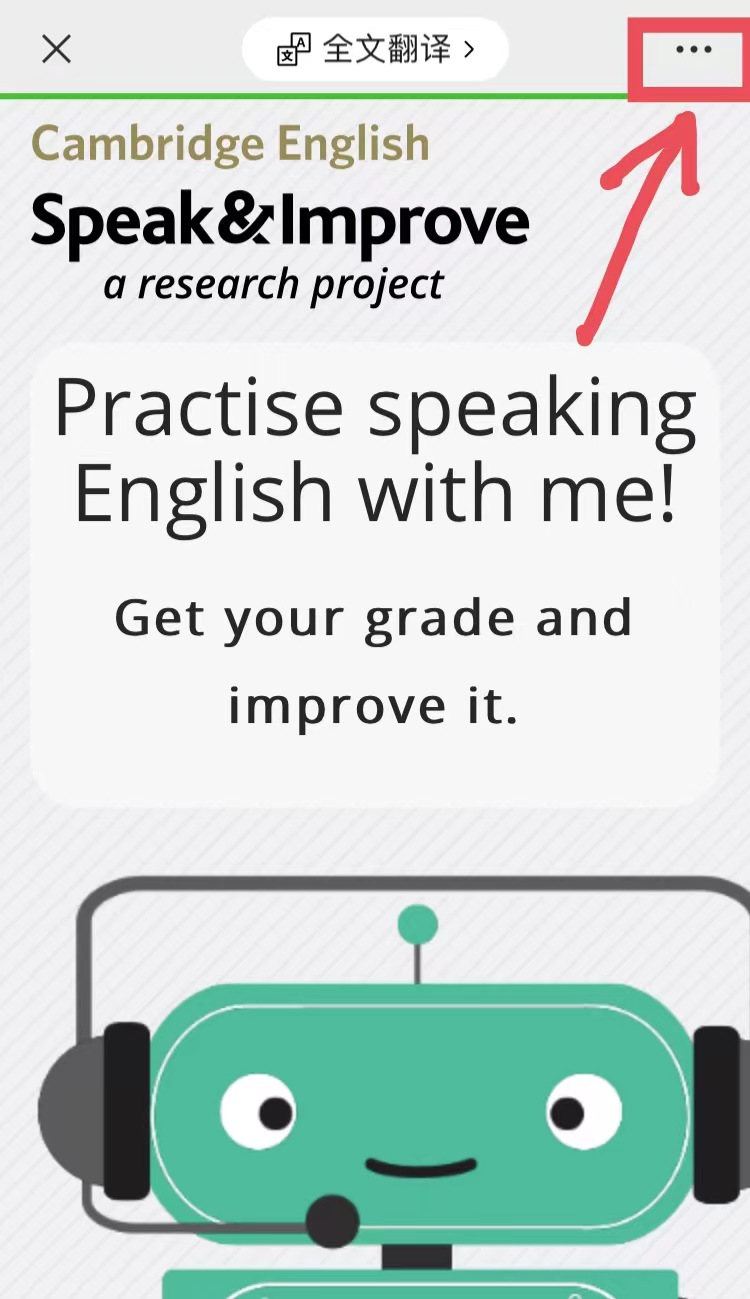 全文翻译
Cambridge English
Speak&Improve
a research project
Practise speaking
English with me!
Get your grade and
improve it.